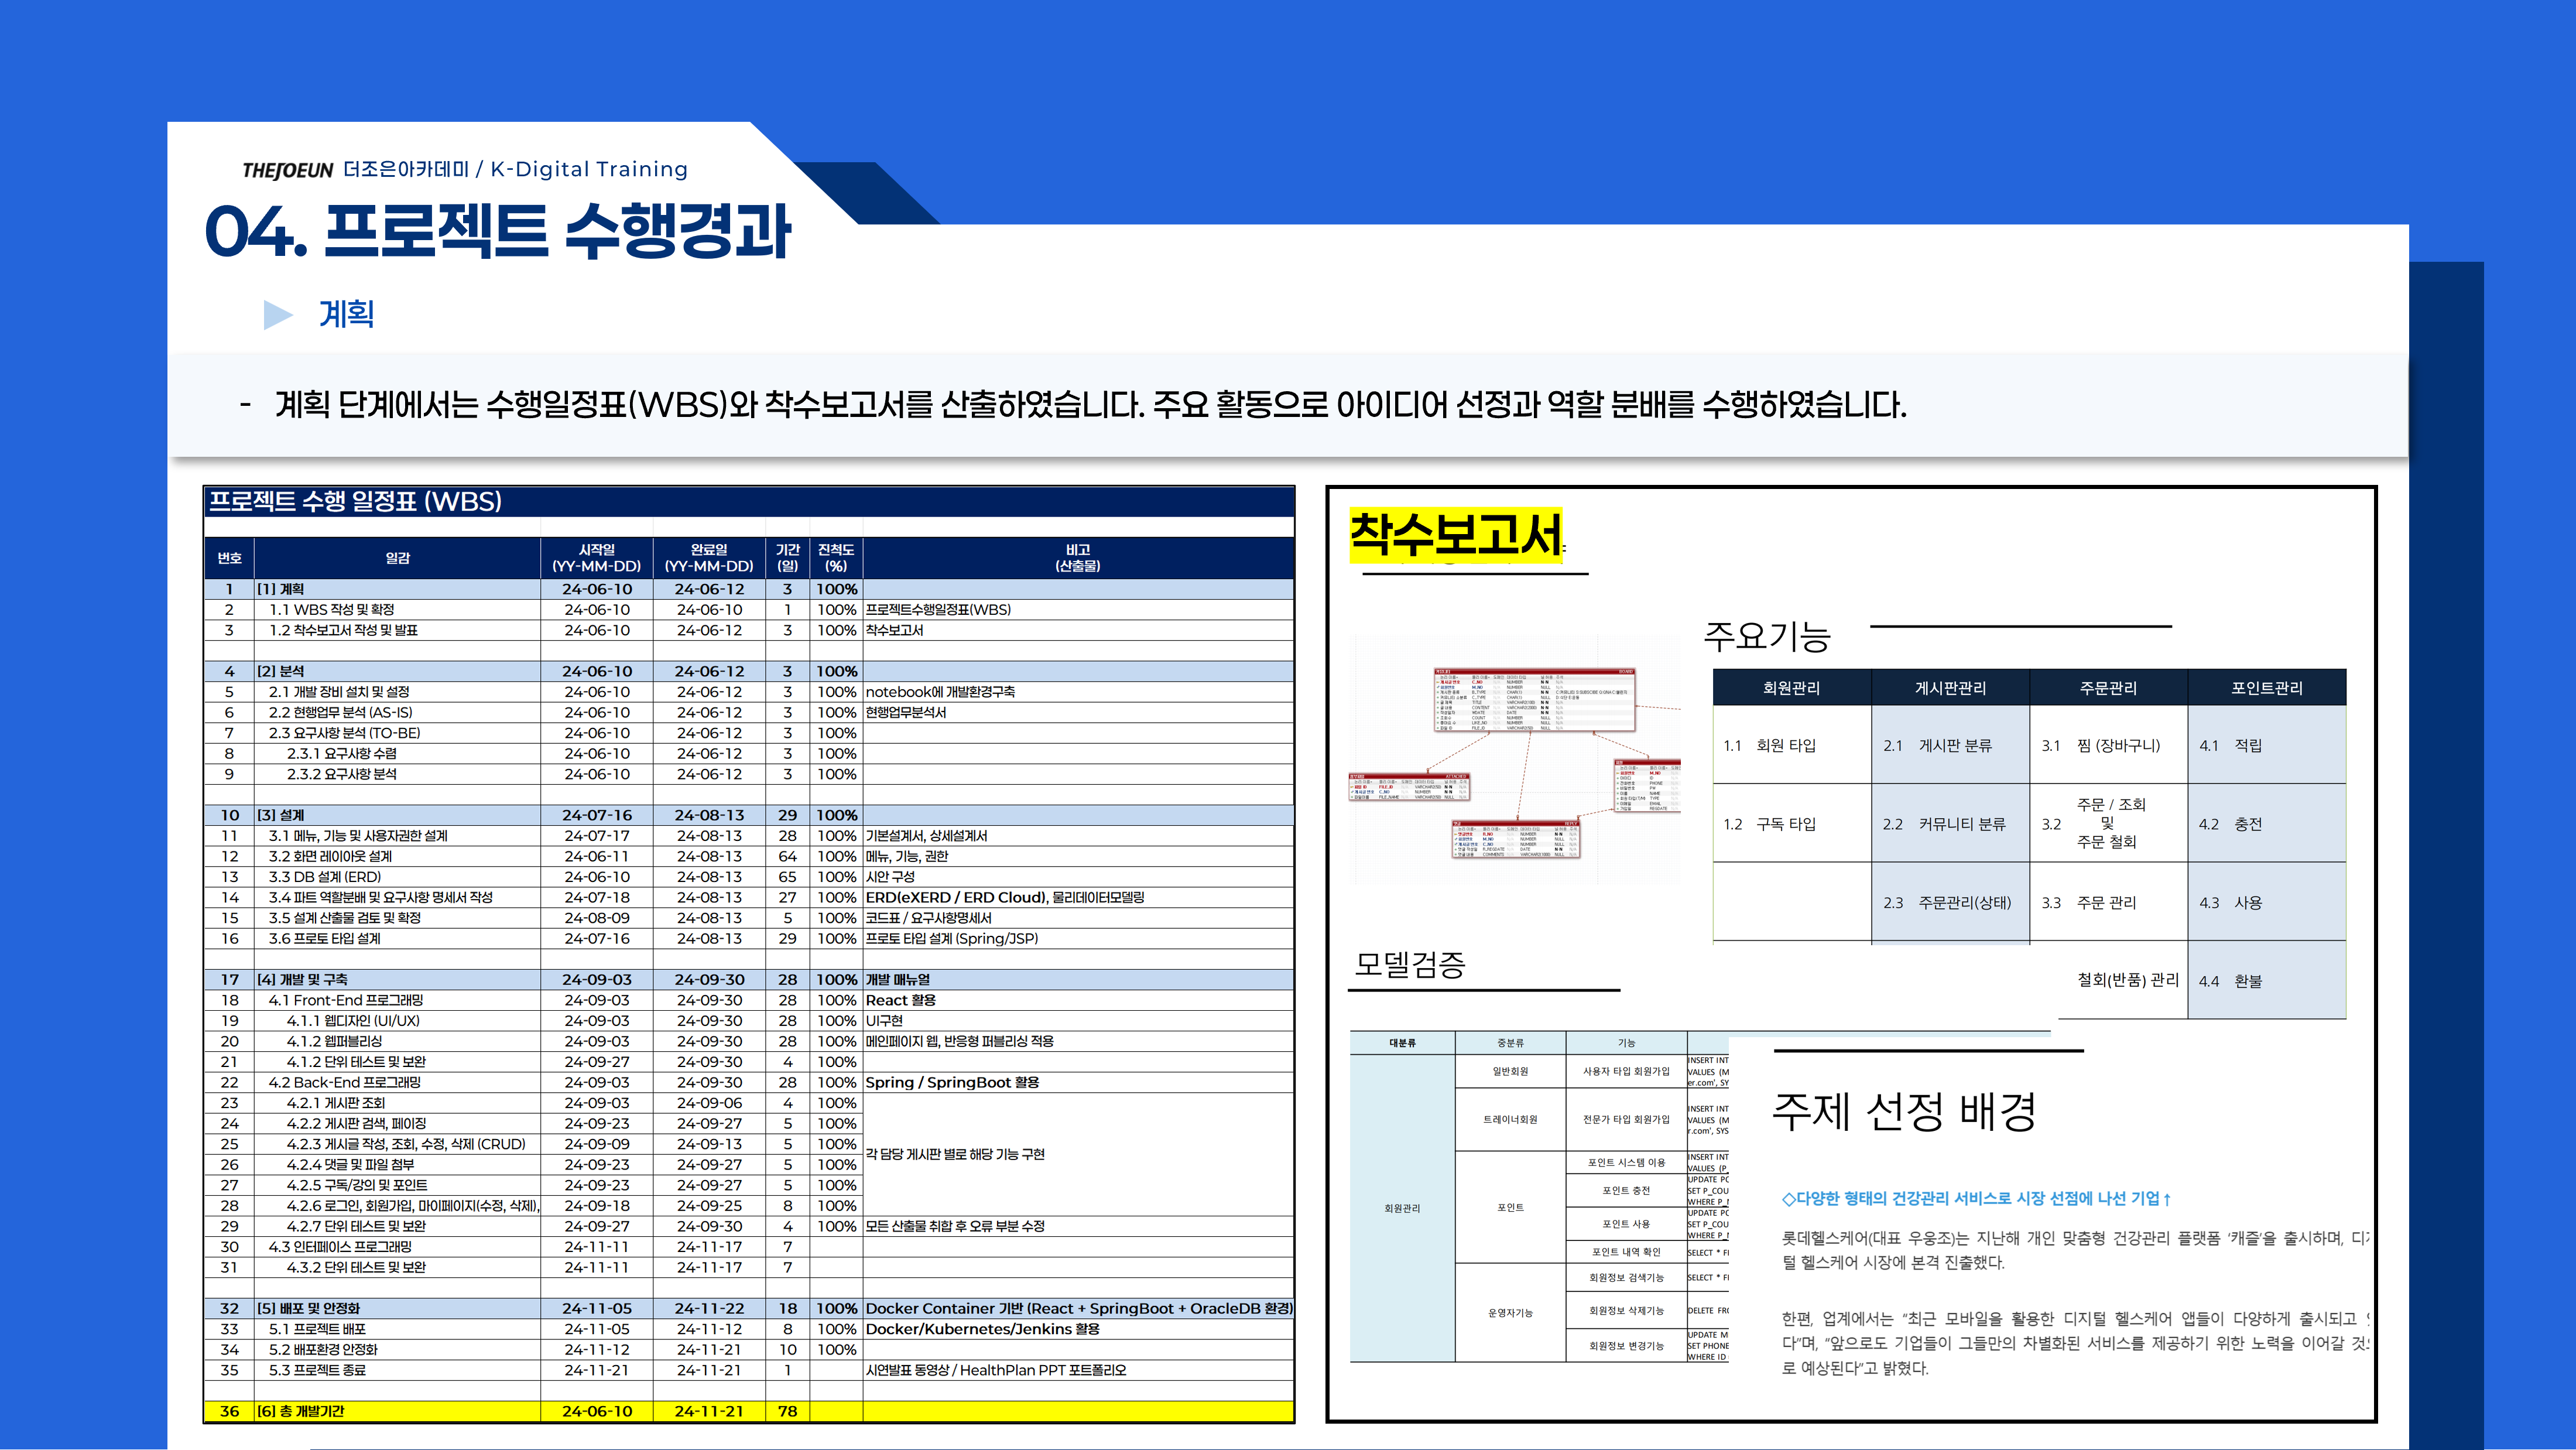 THEJOEUN 더조은아카데미 / K-Digital Training
04. 프로젝트 수행경과
계획
- 계획 단계에서는 수행일정표(WBS)와 착수보고서를 산출하였습니다. 주요 활동으로 아이디어 선정과 역할 분배를 수행하였습니다.
프로젝트 수행 일정표 (WBS)
번호 일감 시작일 (YY-MM-DD) 완료일 (YY-MM-DD) 기간 (일) 진척도 (%) 비고 (산출물)
1 [1] 계획 24-06-10 24-06-12 3 100%
2 1.1 WBS 작성 및 확정 24-06-10 24-06-10 1 100% 프로젝트수행일정표(WBS)
3 1.2 착수보고서 작성 및 발표 24-06-10 24-06-12 3 100% 착수보고서
4 [2] 분석 24-06-10 24-06-12 3 100%
5 2.1 개발 장비 설치 및 설정 24-06-10 24-06-12 3 100% notebook에 개발환경구축
6 2.2 현행업무 분석 (AS-IS) 24-06-10 24-06-12 3 100% 현행업무분석서
7 2.3 요구사항 분석 (TO-BE) 24-06-10 24-06-12 3 100%
8 2.3.1 요구사항 수렴 24-06-10 24-06-12 3 100%
9 2.3.2 요구사항 분석 24-06-10 24-06-12 3 100%
10 [3] 설계 24-07-16 24-08-13 29 100%
11 3.1 메뉴, 기능 및 사용자권한 설계 24-07-17 24-08-13 28 100% 기본설계서, 상세설계서
12 3.2 화면 레이아웃 설계 24-06-11 24-08-13 64 100% 메뉴, 기능, 권한
13 3.3 DB 설계 (ERD) 24-06-10 24-08-13 65 100% 시안 구성
14 3.4 파트 역할분배 및 요구사항 명세서 작성 24-07-18 24-08-13 27 100% ERD(eXERD / ERD Cloud), 물리데이터모델링
15 3.5 설계 산출물 검토 및 확정 24-08-09 24-08-13 5 100% 코드표 / 요구사항명세서
16 3.6 프로토 타입 설계 24-07-16 24-08-13 29 100% 프로토 타입 설계 (Spring/JSP)
17 [4] 개발 및 구축 24-09-03 24-09-30 28 100% 개발 매뉴얼
18 4.1 Front-End 프로그래밍 24-09-03 24-09-30 28 100% React 활용
19 4.1.1 웹디자인 (UI/UX) 24-09-03 24-09-30 28 100% UI구현
20 4.1.2 웹퍼블리싱 24-09-03 24-09-30 28 100% 메인페이지 웹, 반응형 퍼블리싱 적용
21 4.1.2 단위 테스트 및 보완 24-09-27 24-09-30 4 100%
22 4.2 Back-End 프로그래밍 24-09-03 24-09-30 28 100% Spring / SpringBoot 활용
23 4.2.1 게시판 조회 24-09-03 24-09-06 4 100%
24 4.2.2 게시판 검색, 페이징 24-09-23 24-09-27 5 100%
25 4.2.3 게시글 작성, 조회, 수정, 삭제 (CRUD) 24-09-09 24-09-13 5 100%
각 담당 게시판 별로 해당 기능 구현
26 4.2.4 댓글 및 파일 첨부 24-09-23 24-09-27 5 100%
27 4.2.5 구독/강의 및 포인트 24-09-23 24-09-27 5 100%
28 4.2.6 로그인, 회원가입, 마이페이지(수정, 삭제), 24-09-18 24-09-25 8 100%
29 4.2.7 단위 테스트 및 보완 24-09-27 24-09-30 4 100% 모든 산출물 취합 후 오류 부분 수정
30 4.3 인터페이스 프로그래밍 24-11-11 24-11-17 7
31 4.3.2 단위 테스트 및 보완 24-11-11 24-11-17 7
32 [5] 배포 및 안정화 24-11-05 24-11-22 18 100% Docker Container 기반 (React + SpringBoot + OracleDB 환경)
33 5.1 프로젝트 배포 24-11-05 24-11-12 8 100% Docker/Kubernetes/Jenkins 활용
34 5.2 배포환경 안정화 24-11-12 24-11-21 10 100%
35 5.3 프로젝트 종료 24-11-21 24-11-21 1 시연발표 동영상 / HealthPlan PPT 포트폴리오
36 [6] 총 개발기간 24-06-10 24-11-21 78
착수보고서
주요기능
회원관리 게시판관리 주문관리 포인트관리
1.1 회원 타입 2.1 게시판 분류 3.1 찜 (장바구니) 4.1 적립
1.2 구독 타입 2.2 커뮤니티 분류 3.2 주문 / 조회 및 주문 철회 4.2 충전
2.3 주문관리(상태) 3.3 주문 관리 4.3 사용
철회(반품) 관리 4.4 환불
모델검증
대분류 중분류 기능
회원관리
일반회원 사용자 타입 회원가입 INSERT INT
VALUES (M
er.com', SY
트레이너회원 전문가 타입 회원가입 INSERT INT
VALUES (M
r.com', SYS
포인트
포인트 시스템 이용 INSERT INT
VALUES (P_
포인트 충전 UPDATE PO
SET P_COU
WHERE P_
포인트 사용 UPDATE PO
SET P_COU
WHERE P_
포인트 내역 확인 SELECT * F
운영자기능
회원정보 검색기능 SELECT * F
회원정보 삭제기능 DELETE FRO
회원정보 변경기능 UPDATE M
SET PHONE
WHERE ID
주제 선정 배경
◇다양한 형태의 건강관리 서비스로 시장 선점에 나선 기업↑
롯데헬스케어(대표 우웅조)는 지난해 개인 맞춤형 건강관리 플랫폼 '캐즐'을 출시하며, 디지
털 헬스케어 시장에 본격 진출했다.
한편, 업계에서는 "최근 모바일을 활용한 디지털 헬스케어 앱들이 다양하게 출시되고
다"며, "앞으로도 기업들이 그들만의 차별화된 서비스를 제공하기 위한 노력을 이어갈 것
로 예상된다"고 밝혔다.